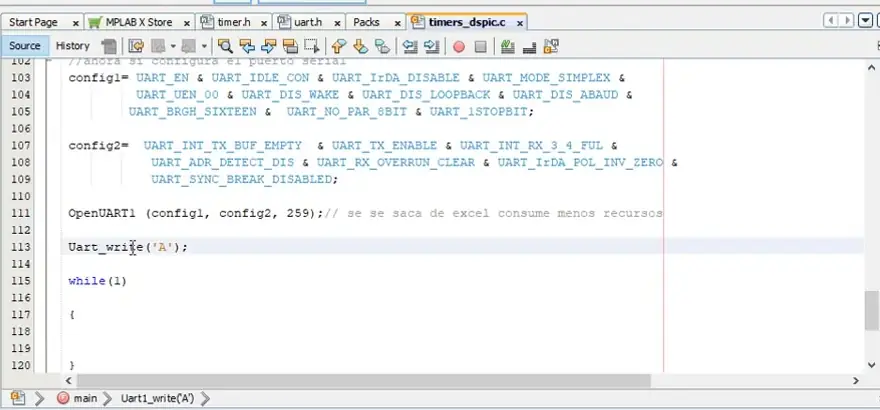 Start Page
MPLAB X Store
timer.h
uart.h
Packs
timers_dspic.c
Source History
102 //ahora si configura el puerto serial
103 config1= UART_EN & UART_IDLE_CON & UART_IrDA_DISABLE & UART_MODE_SIMPLEX &
104 UART_UEN_00 & UART_DIS_WAKE & UART_DIS_LOOPBACK & UART_DIS_ABAUD &
105 UART_BRGH_SIXTEEN & UART_NO_PAR_8BIT & UART_1STOPBIT;
106
107 config2= UART_INT_TX_BUF_EMPTY & UART_TX_ENABLE & UART_INT_RX_3_4_FUL &
108 UART_ADR_DETECT_DIS & UART_RX_OVERRUN_CLEAR & UART_IrDA_POL_INV_ZERO &
109 UART_SYNC_BREAK_DISABLED;
110
111 OpenUART1 (config1, config2, 259);// se se saca de excel consume menos recursos
112
113 Uart_write('A');
114
115 while(1)
116
117 {
118
119
120 }
main Uart1_write('A')